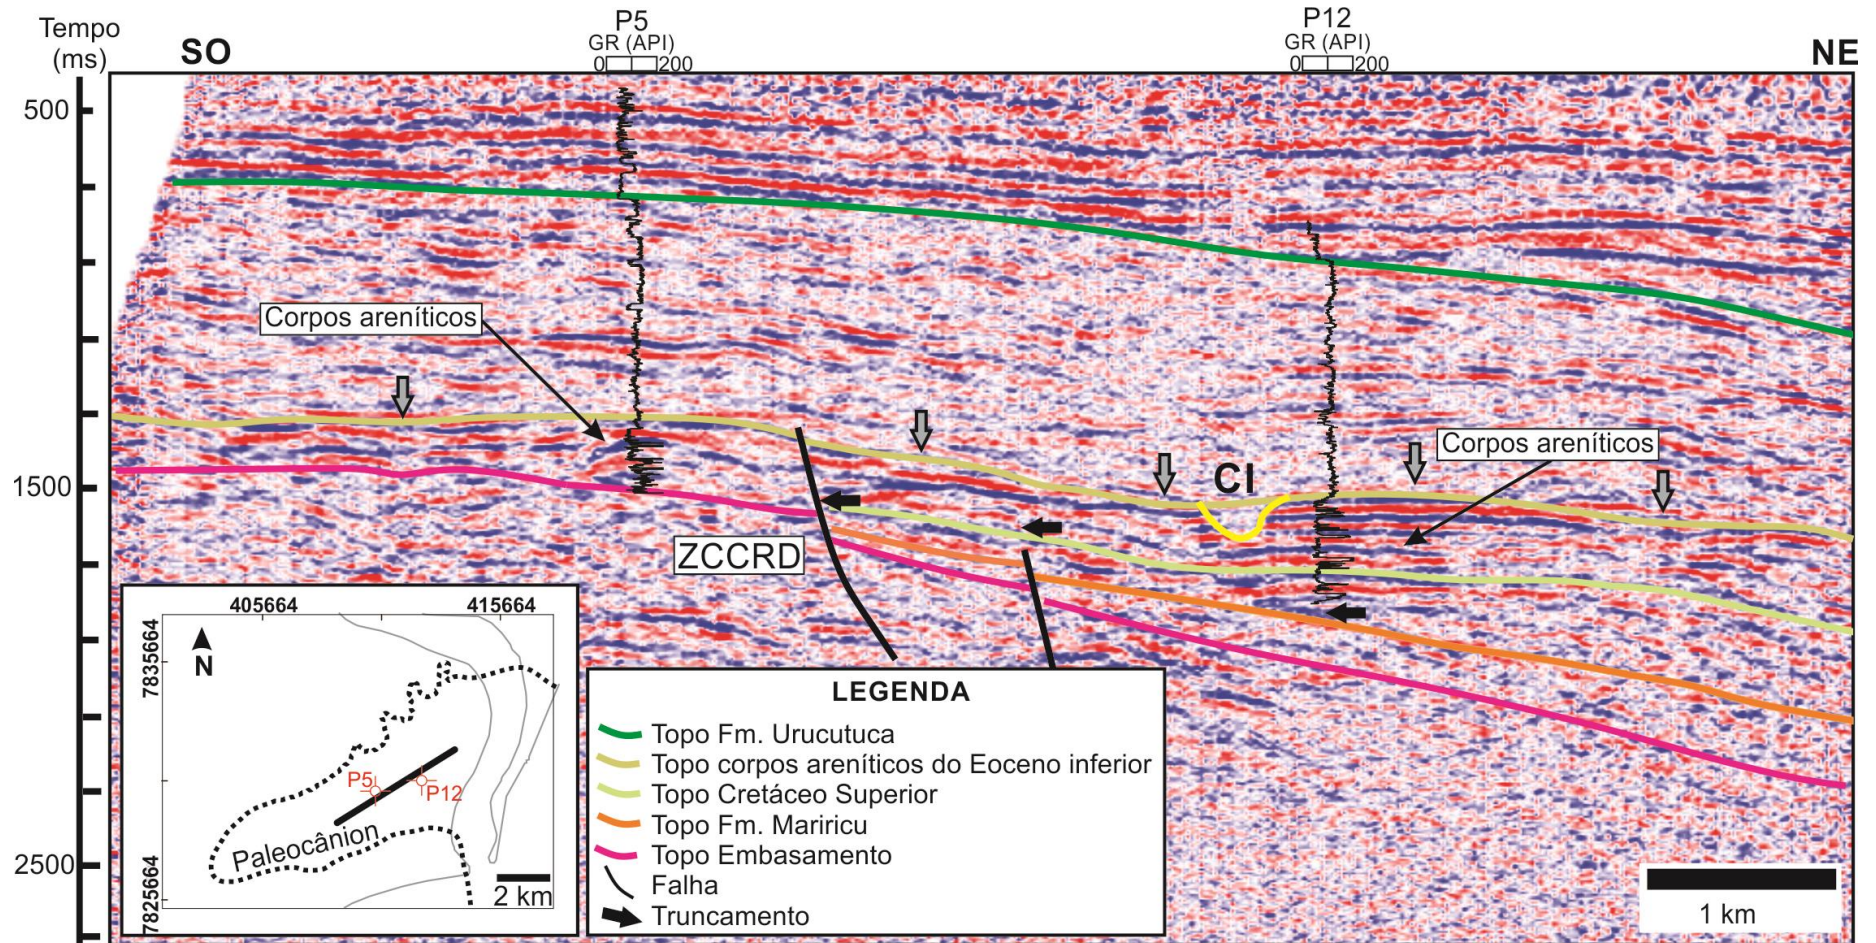 Tempo
(ms)
SO
P5
GR (API)
0 200
P12
GR (API)
0 200
NE
500
1500
2500
Corpos areníticos
Corpos areníticos
CI
ZCCRD
405664
415664
7835664
7825664
N
P5
P12
Paleocânion
2 km
LEGENDA
Topo Fm. Urucutuca
Topo corpos areníticos do Eoceno inferior
Topo Cretáceo Superior
Topo Fm. Mariricu
Topo Embasamento
Falha
Truncamento
1 km